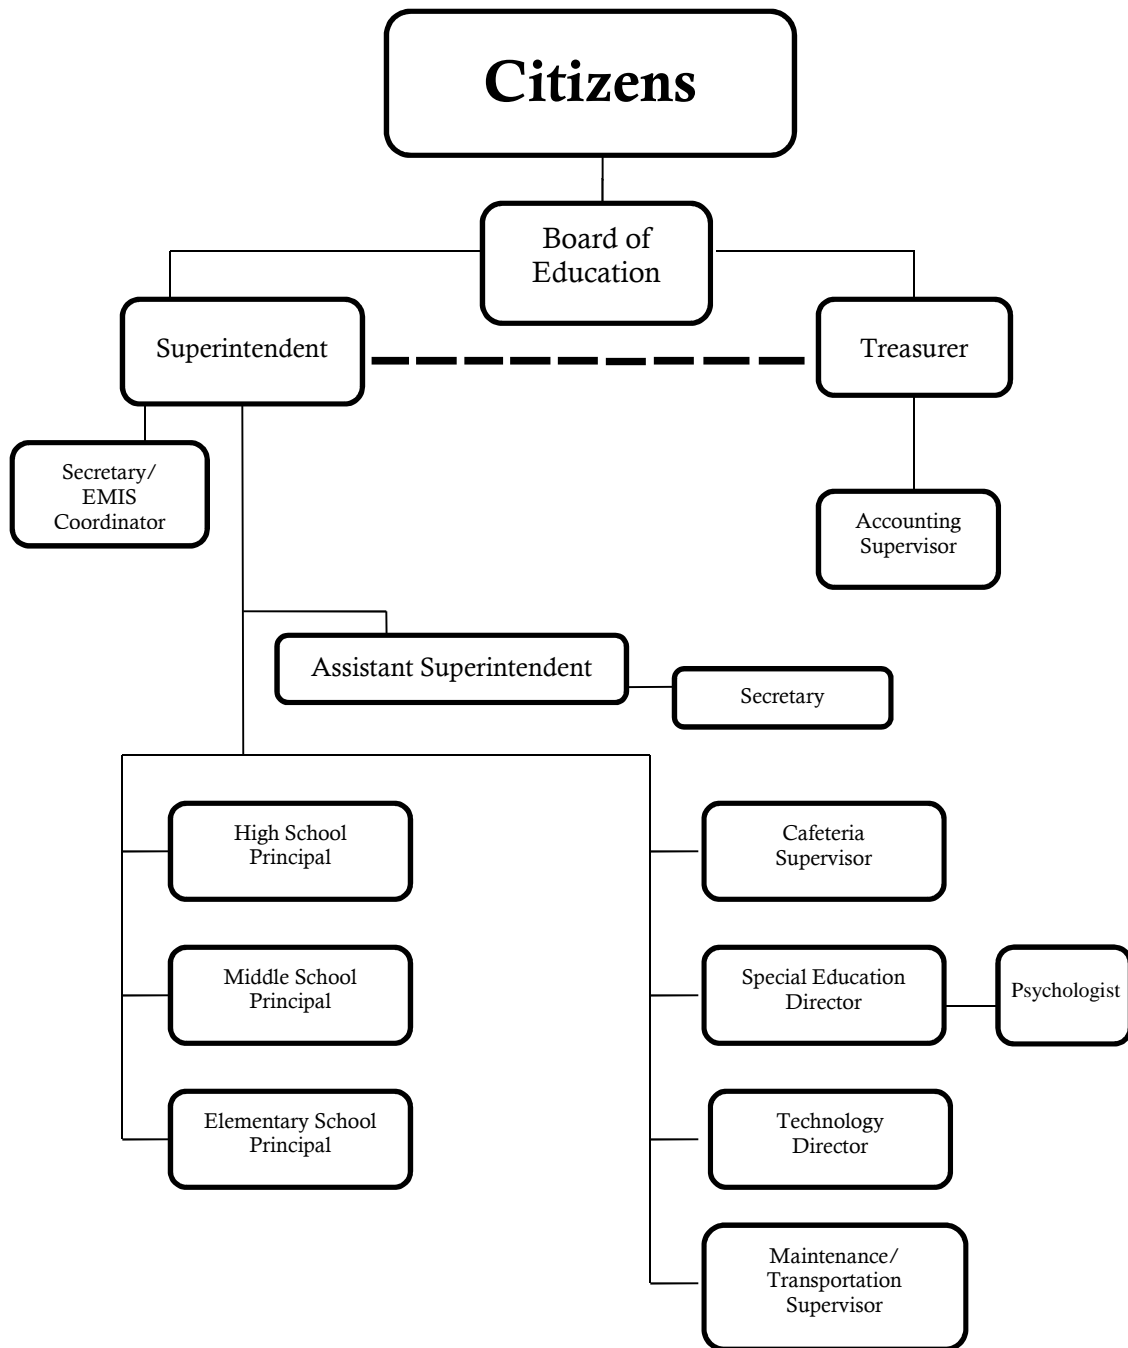 Citizens
Board of
Education
Superintendent
Treasurer
Secretary/
EMIS
Coordinator
Accounting
Supervisor
Assistant Superintendent
Secretary
High School
Principal
Cafeteria
Supervisor
Middle School
Principal
Special Education
Director
Psychologist
Elementary School
Principal
Technology
Director
Maintenance/
Transportation
Supervisor